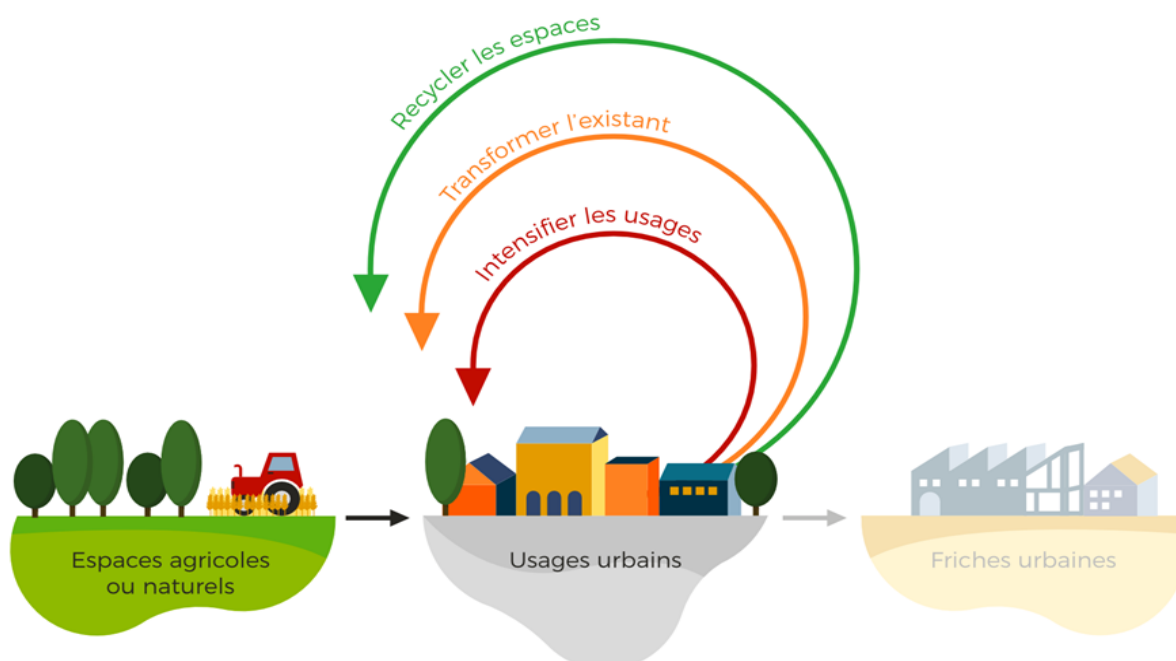 Recycler les espaces
Transformer l'existant
Intensifier les usages
Espaces agricoles
ou naturels
Usages urbains
Friches urbaines